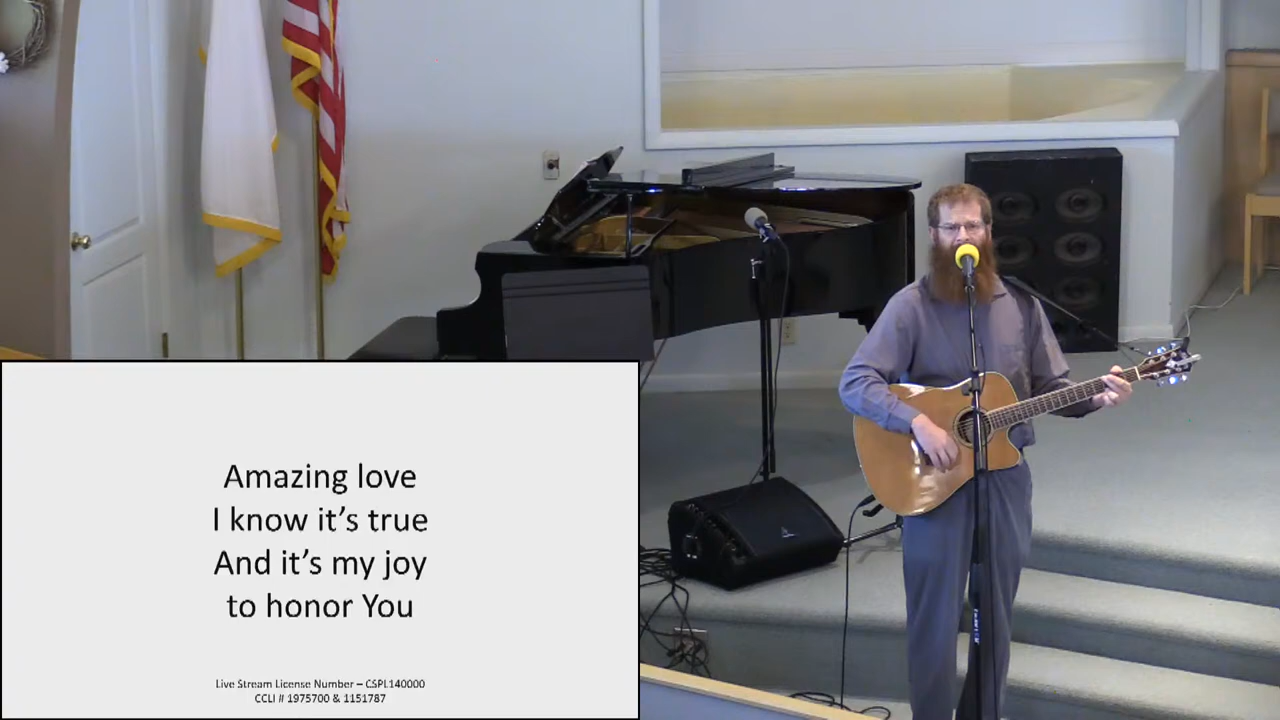 Amazing love
I know it’s true
And it’s my joy
to honor You
Live Stream License Number – CSPL140000
CCLI # 1975700 & 1151787